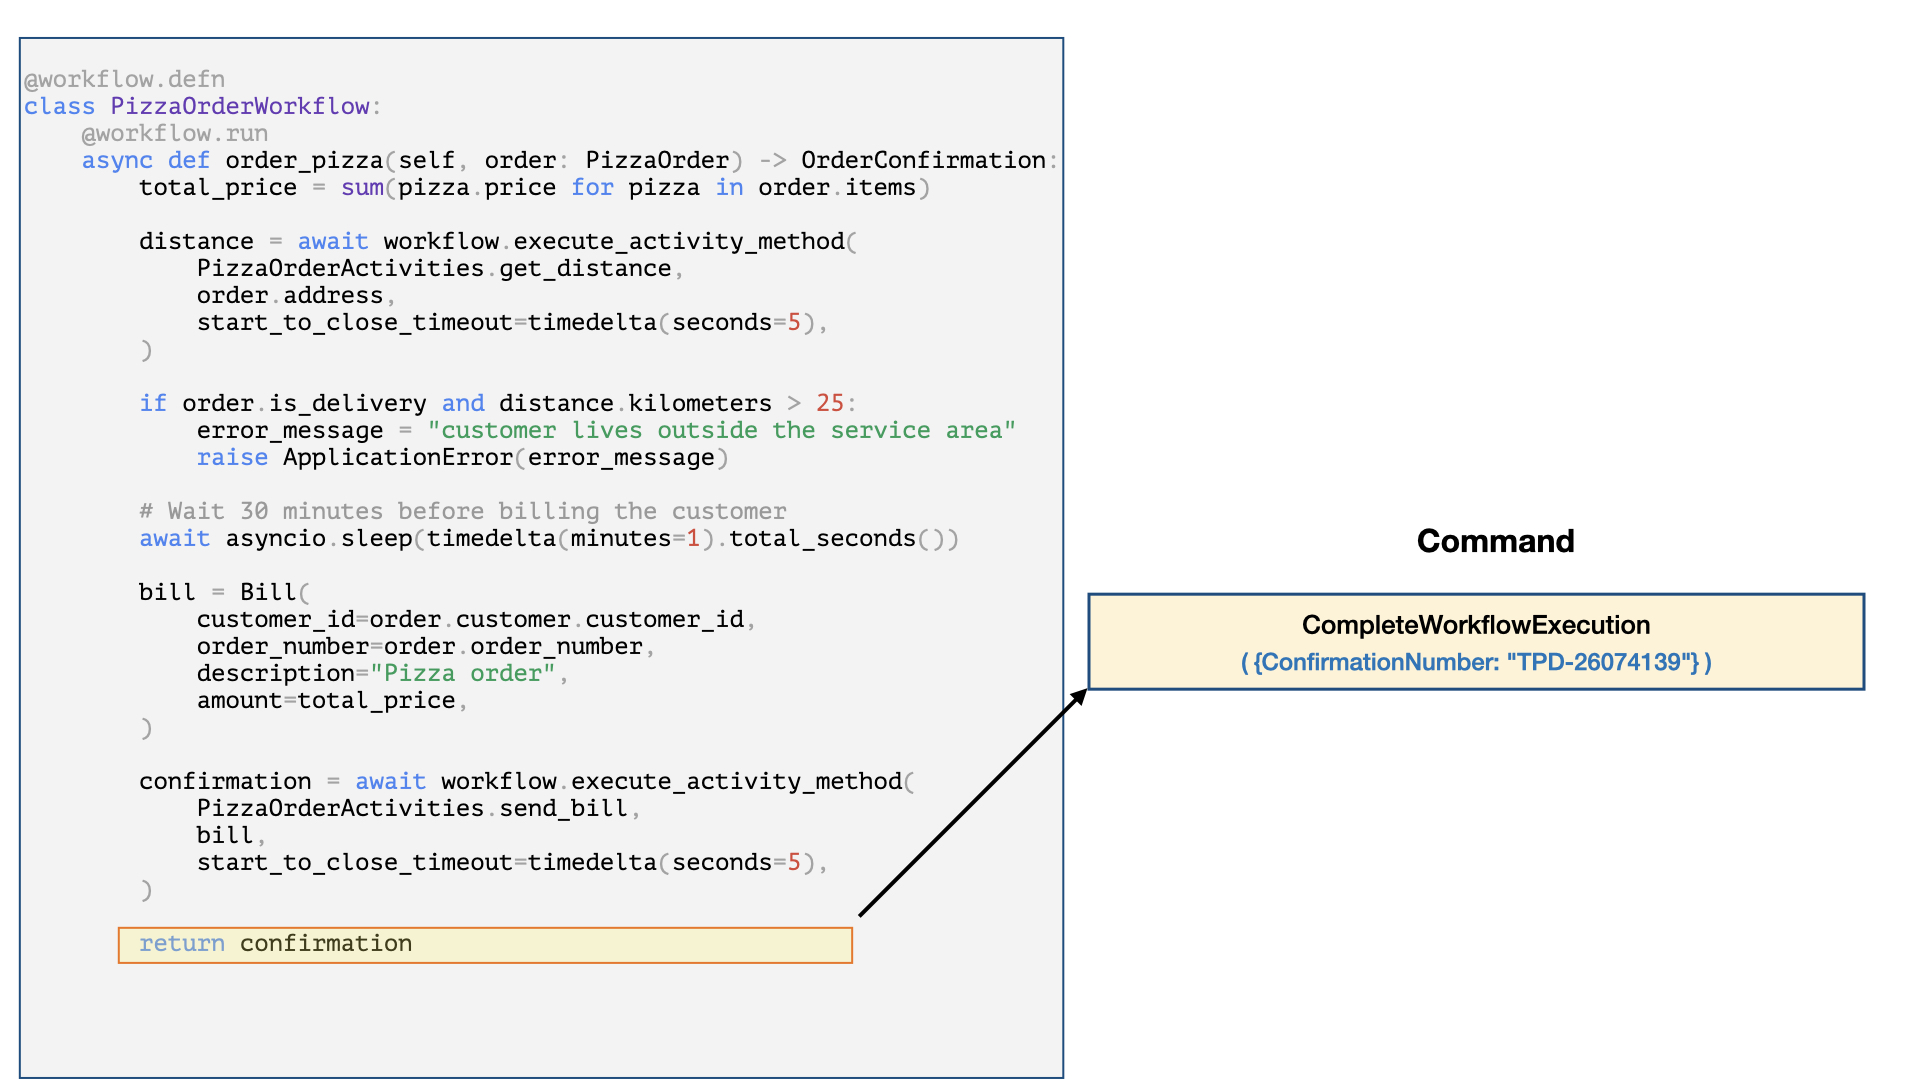 @workflow.defn
class PizzaOrderWorkflow:
    @workflow.run
    async def order_pizza(self, order: PizzaOrder) -> OrderConfirmation:
        total_price = sum(pizza.price for pizza in order.items)

        distance = await workflow.execute_activity_method(
            PizzaOrderActivities.get_distance,
            order.address,
            start_to_close_timeout=timedelta(seconds=5),
        )

        if order.is_delivery and distance.kilometers > 25:
            error_message = "customer lives outside the service area"
            raise ApplicationError(error_message)

        # Wait 30 minutes before billing the customer
        await asyncio.sleep(timedelta(minutes=1).total_seconds())

        bill = Bill(
            customer_id=order.customer.customer_id,
            order_number=order.order_number,
            description="Pizza order",
            amount=total_price,
        )

        confirmation = await workflow.execute_activity_method(
            PizzaOrderActivities.send_bill,
            bill,
            start_to_close_timeout=timedelta(seconds=5),
        )

        return confirmation
Command
CompleteWorkflowExecution
( {ConfirmationNumber: "TPD-26074139"} )